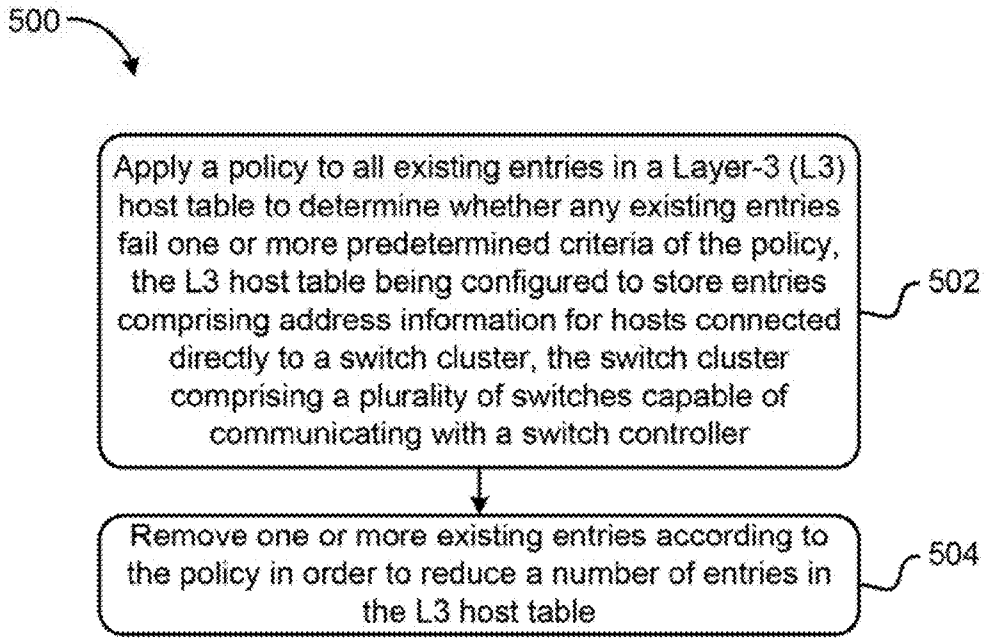 500
Apply a policy to all existing entries in a Layer-3 (L3)
host table to determine whether any existing entries
fail one or more predetermined criteria of the policy,
the L3 host table being configured to store entries
comprising address information for hosts connected
directly to a switch cluster, the switch cluster
comprising a plurality of switches capable of
communicating with a switch controller
502
Remove one or more existing entries according to
the policy in order to reduce a number of entries in
the L3 host table
504